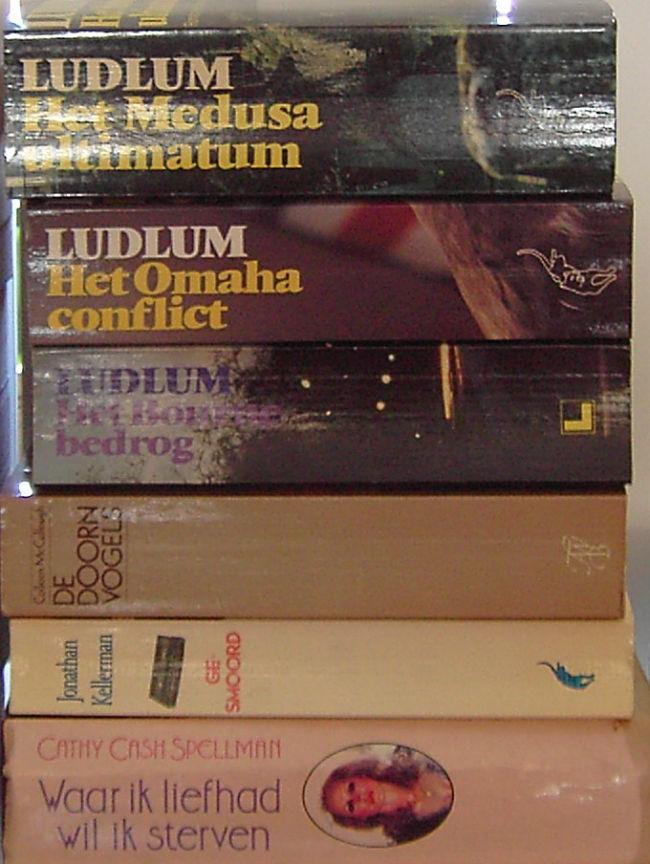 LUDLUM
Het Medusa
ultimatum
LUDLUM
Het Omaha
conflict
LUDLUM
Het Bourne
bedrog
Colleen McCullough
DE
DOORN
VOGELS
Jonathan
Kellerman
GE-
SMOORD
CATHY CASH SPELLMAN
Waar ik liefhad
wil ik sterven